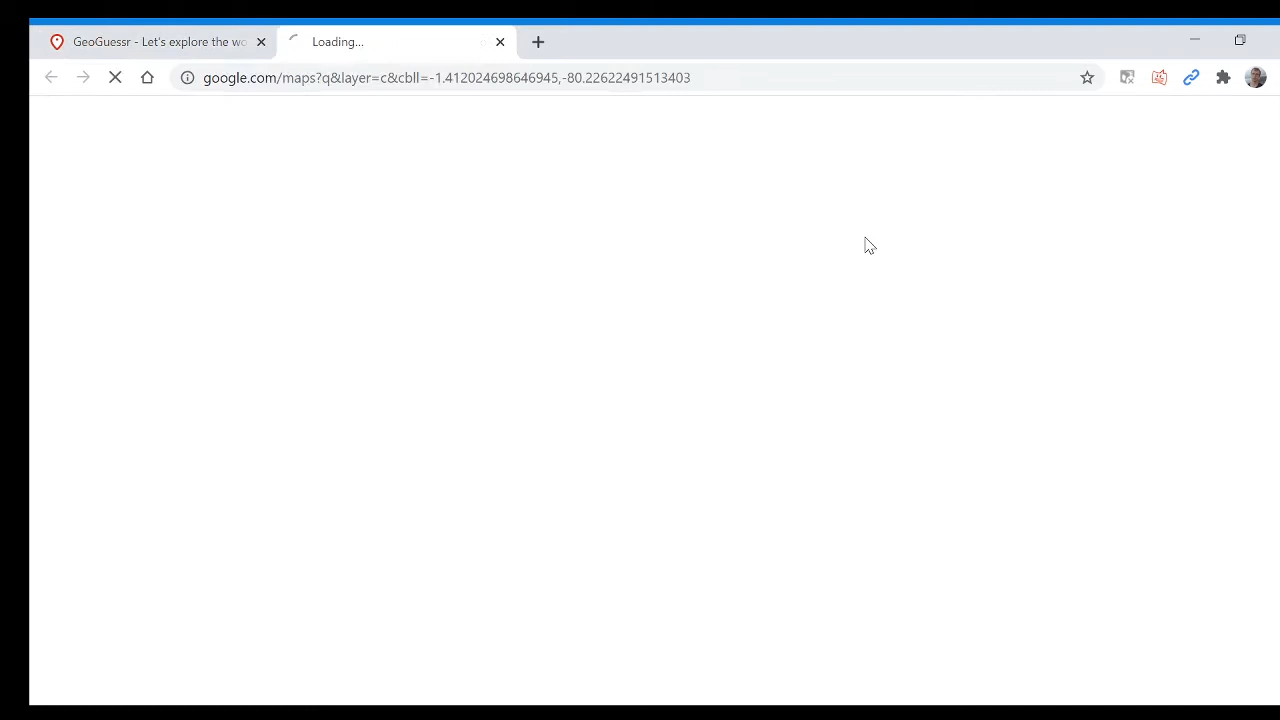 GeoGuessr - Let's explore the wo
Loading...
google.com/maps?q&layer=c&cbll=-1.412024698646945,-80.22622491513403